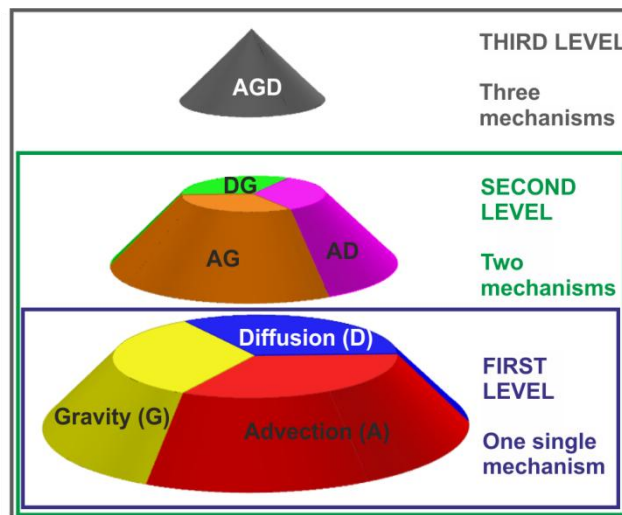 AGD
THIRD LEVEL
Three
mechanisms
DG
AG
AD
SECOND
LEVEL
Two
mechanisms
Diffusion (D)
Gravity (G)
Advection (A)
FIRST
LEVEL
One single
mechanism